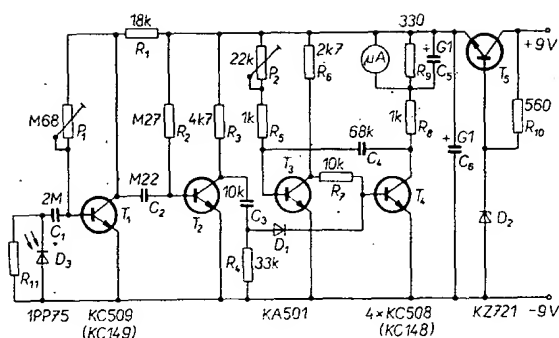 18k
R1
M68
P1
2M
C1
T1
M22
C2
M27
R2
4k7
R3
T2
10k
C3
D1
R4
33k
22k
P2
1k
R5
2k7
R6
T3
10k
R7
68k
C4
T4
μA
330
R9
G1
C5
1k
R8
G1
C6
T5
560
R10
D2
+9V
-9V
R11
D3
1PP75 KC509 KA501 4×KC508 KZ721
(KC149) (KC148)